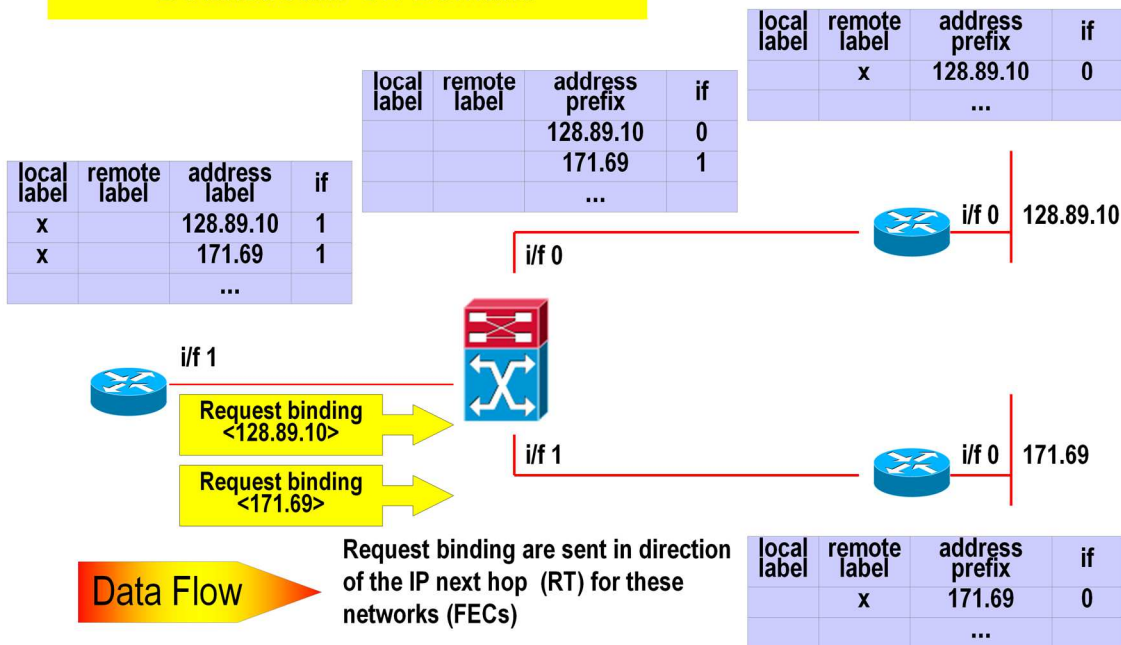 local label remote label address prefix if
x 128.89.10 0
...
local label remote label address prefix if
128.89.10 0
171.69 1
...
local label remote label address label if
x 128.89.10 1
x 171.69 1
...
i/f 0
i/f 0
128.89.10
i/f 1
Request binding
<128.89.10>
Request binding
<171.69>
i/f 1
i/f 0
171.69
Data Flow
Request binding are sent in direction
of the IP next hop (RT) for these
networks (FECs)
local label remote label address prefix if
x 171.69 0
...